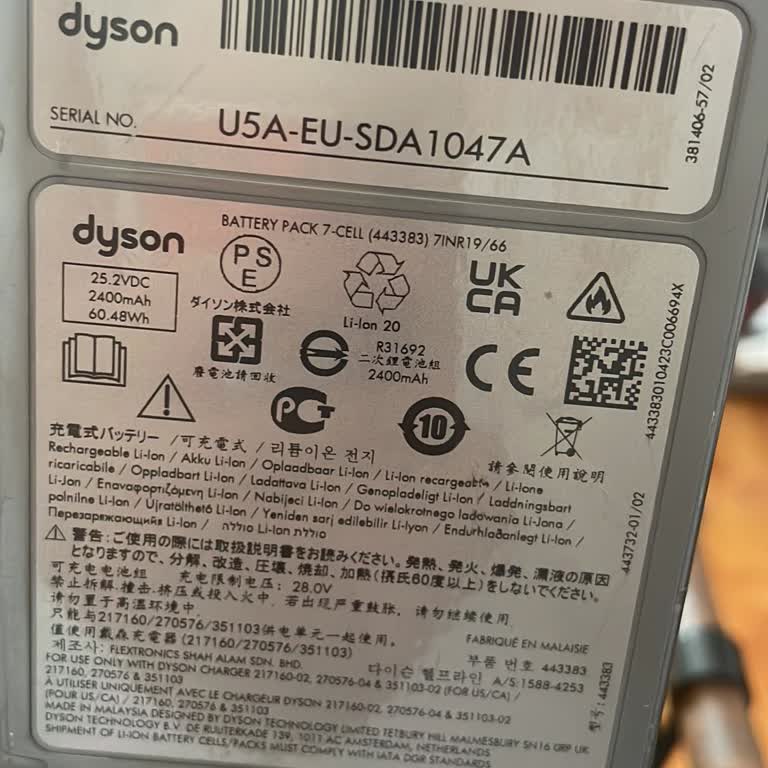 dyson
SERIAL NO.
U5A-EU-SDA1047A
381406-57/02
dyson
BATTERY PACK 7-CELL (443383) 7INR19/66
25.2VDC
2400mAh
60.48Wh
PSE
ダイソン株式会社
Li-Ion 20
UK
CA
廢電池請回收
R31692
二次鋰電池組
2400mAh
CE
10
請參閱使用說明
443383010423C006694X
充電式バッテリー /可充電式 / 리튬이온 전지
Rechargeable Li-Ion / Akku Li-Ion / Oplaadbaar Li-Ion / Li-Ion recargeable / Li-Ione
ricaricabile / Oppladbart Li-Ion / Ladattava Li-Ion / Genopladeligt Li-Ion / Laddningsbart
Li-Jon / Επαναφορτιζόμενη Li-Ion / Nabíjecí Li-Ion / Do wielokrotnego ładowania Li-Jona /
polnilne Li-Ion / Újratölthető Li-Ion / Yeniden şarj edilebilir Li-Iyon / Endurhlaðanlegt Li-Ion /
Перезаряжающийся Li-Ion / סוללה Li-Ion סוללת
443732-01/02
警告: ご使用の際には取扱説明書をお読みください。発熱、発火、爆発、漏液の原因
となりますので、分解、改造、圧壊、焼却、加熱(摂氏60度以上)をしないでください。
可充电电池组 充电限制电压: 28.0V
禁止拆解.撞击.挤压或投入火中. 若出现严重鼓胀, 请勿继续使用
请勿置于高温环境中.
只能与217160/270576/351103供电单元一起使用。
僅使用戴森充電器(217160/270576/351103)
FABRIQUÉ EN MALAISIE
제조사: FLEXTRONICS SHAH ALAM SDN. BHD.
부품 번호 443383
다이슨 헬프라인 A/S:1588-4253
FOR USE ONLY WITH DYSON CHARGER 217160-02, 270576-04 & 351103-02 (FOR US/CA) /
217160, 270576 & 351103
À UTILISER UNIQUEMENT AVEC LE CHARGEUR DYSON 217160-02, 270576-04 & 351103-02
(POUR US/CA) / 217160, 270576 & 351103
MADE IN MALAYSIA DESIGNED BY DYSON TECHNOLOGY LIMITED TETBURY HILL MALMESBURY SN16 0RP UK
DYSON TECHNOLOGY B.V. DE RUIJTERKADE 139, 1011 AC AMSTERDAM, NETHERLANDS
SHIPMENT OF LI-ION BATTERY CELLS/PACKS MUST COMPLY WITH IATA DGR STANDARDS
型号: 443383